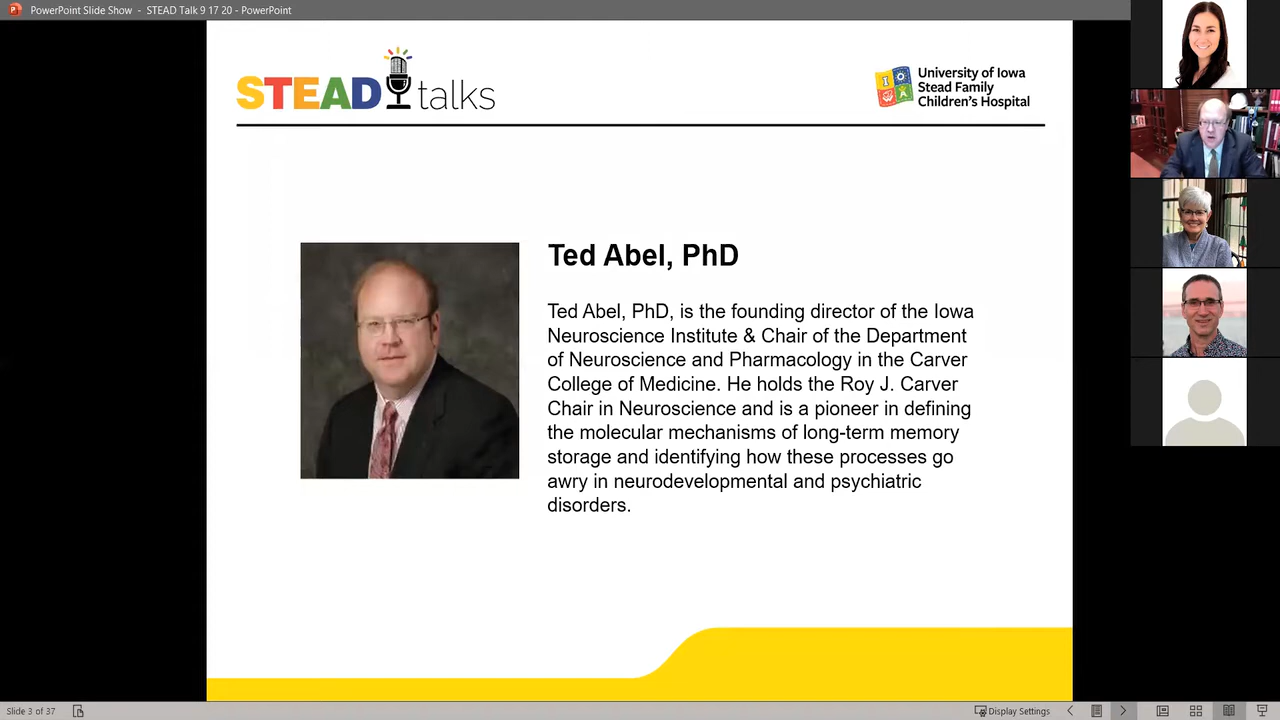 PowerPoint Slide Show - STEAD Talk 9 17 20 - PowerPoint
STEAD talks
University of Iowa
Stead Family
Children's Hospital
Ted Abel, PhD
Ted Abel, PhD, is the founding director of the Iowa
Neuroscience Institute & Chair of the Department
of Neuroscience and Pharmacology in the Carver
College of Medicine. He holds the Roy J. Carver
Chair in Neuroscience and is a pioneer in defining
the molecular mechanisms of long-term memory
storage and identifying how these processes go
awry in neurodevelopmental and psychiatric
disorders.
Slide 3 of 37
Display Settings